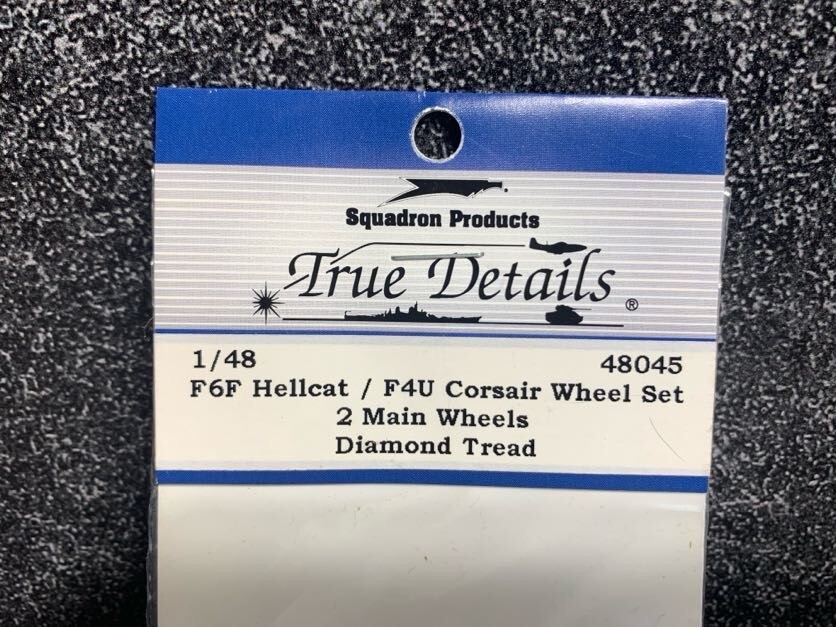 Squadron Products
True Details
®
1/48 48045
F6F Hellcat / F4U Corsair Wheel Set
2 Main Wheels
Diamond Tread